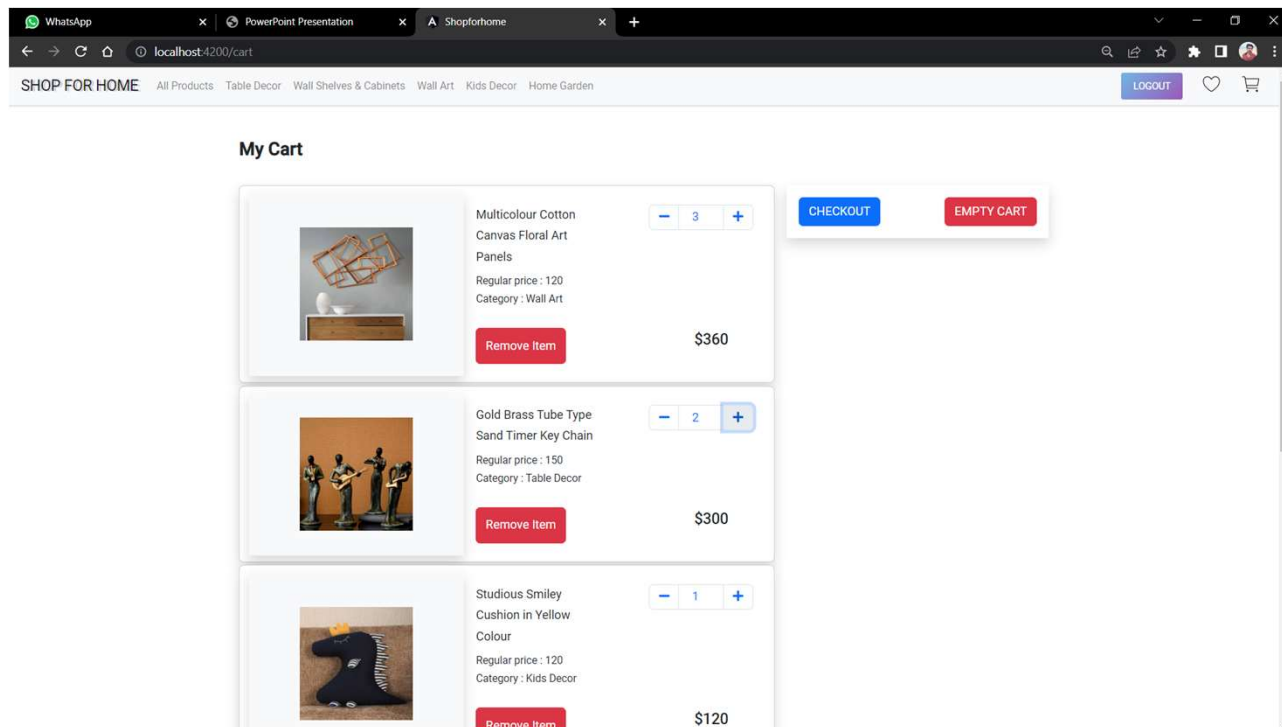 WhatsApp
PowerPoint Presentation
Shopforhome
localhost:4200/cart
SHOP FOR HOME All Products Table Decor Wall Shelves & Cabinets Wall Art Kids Decor Home Garden LOGOUT
My Cart
Multicolour Cotton
Canvas Floral Art
Panels
Regular price : 120
Category : Wall Art
Remove Item
3
$360
CHECKOUT
EMPTY CART
Gold Brass Tube Type
Sand Timer Key Chain
Regular price : 150
Category : Table Decor
Remove Item
2
$300
Studious Smiley
Cushion in Yellow
Colour
Regular price : 120
Category : Kids Decor
Remove Item
1
$120